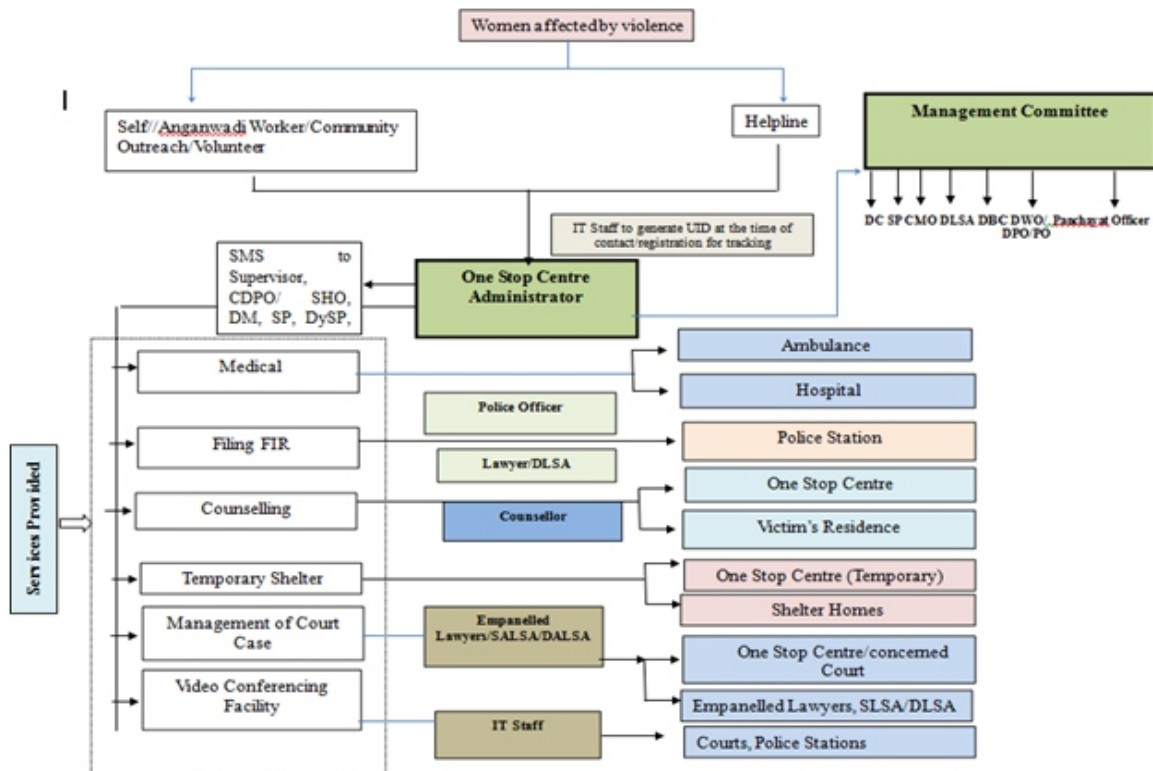 Women affected by violence
Self//Anganwadi Worker/Community
Outreach/Volunteer
Helpline
Management Committee
DC SP CMO DLSA DBC DWO/ Panchayat Officer
DPO/PO
IT Staff to generate UID at the time of
contact/registration for tracking
SMS to
Supervisor,
CDPO/ SHO,
DM, SP, DySP,
One Stop Centre
Administrator
Services Provided
Medical
Ambulance
Hospital
Police Officer
Filing FIR
Police Station
Lawyer/DLSA
Counselling
One Stop Centre
Counsellor
Victim's Residence
Temporary Shelter
One Stop Centre (Temporary)
Shelter Homes
Management of Court
Case
Empanelled
Lawyers/SALSA/DALSA
One Stop Centre/concerned
Court
Video Conferencing
Facility
Empanelled Lawyers, SLSA/DLSA
IT Staff
Courts, Police Stations